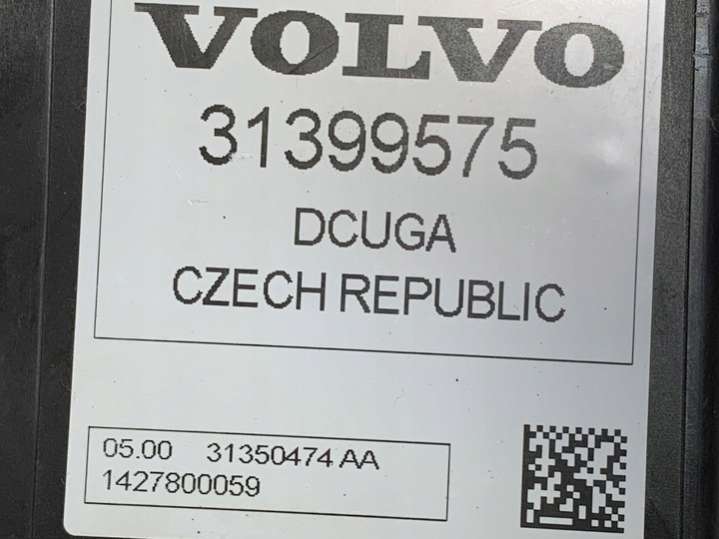 VOLVO
31399575
DCUGA
CZECH REPUBLIC
05.00 31350474 AA
1427800059